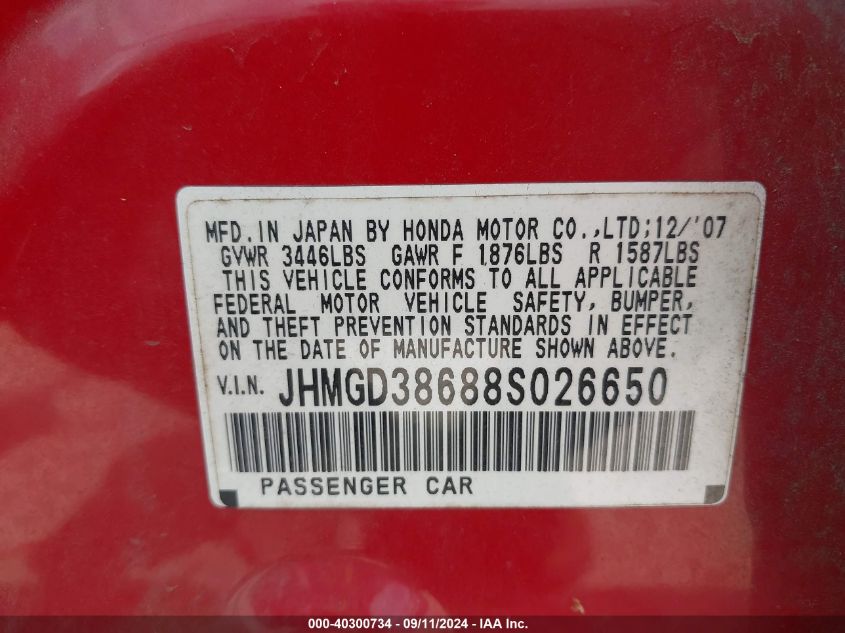 MFD. IN JAPAN BY HONDA MOTOR CO.,LTD;12/'07
GVWR 3446LBS GAWR F 1876LBS R 1587LBS
THIS VEHICLE CONFORMS TO ALL APPLICABLE
FEDERAL MOTOR VEHICLE SAFETY, BUMPER,
AND THEFT PREVENTION STANDARDS IN EFFECT
ON THE DATE OF MANUFACTURE SHOWN ABOVE.
V.I.N. JHMGD38688S026650
PASSENGER CAR
000-40300734 - 09/11/2024 - IAA, Inc.